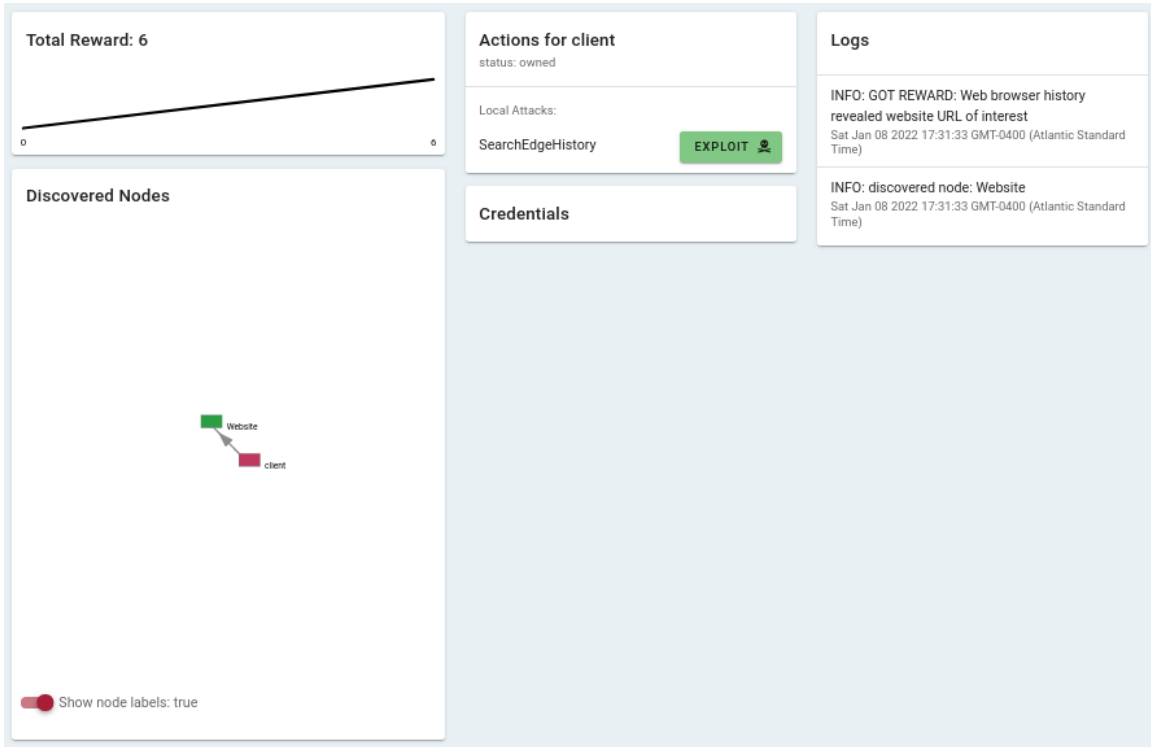 Total Reward: 6
0
6
Discovered Nodes
Website
client
Show node labels: true
Actions for client
status: owned
Local Attacks:
SearchEdgeHistory
EXPLOIT
Credentials
Logs
INFO: GOT REWARD: Web browser history
revealed website URL of interest
Sat Jan 08 2022 17:31:33 GMT-0400 (Atlantic Standard
Time)
INFO: discovered node: Website
Sat Jan 08 2022 17:31:33 GMT-0400 (Atlantic Standard
Time)